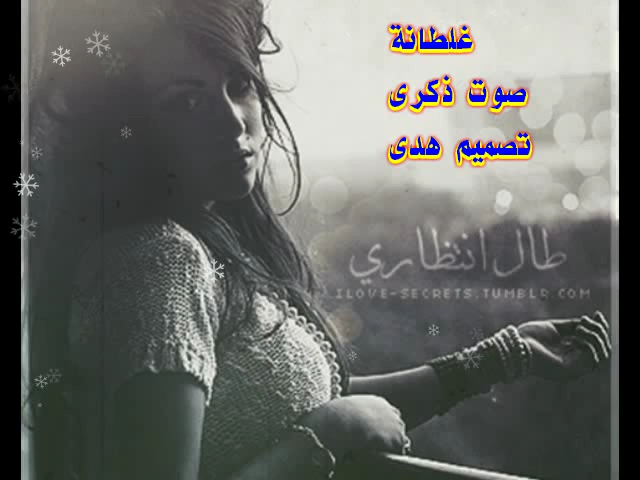 غلطانة
صوت ذكرى
تصميم هدى
طال انتظاري
ILOVE-SECRETS.TUMBLR.COM